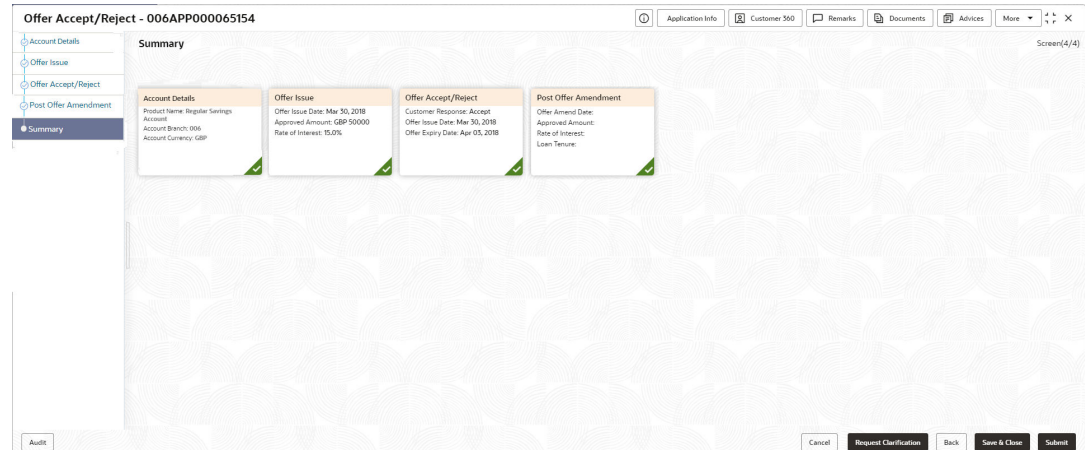 Offer Accept/Reject - 006APP000065154
Application Info
Customer 360
Remarks
Documents
Advices
More
Account Details
Offer Issue
Offer Accept/Reject
Post Offer Amendment
Summary
Summary
Screen(4/4)
Account Details
Product Name: Regular Savings
Account
Account Branch: 006
Account Currency: GBP
Offer Issue
Offer Issue Date: Mar 30, 2018
Approved Amount: GBP 50000
Rate of Interest: 15.0%
Offer Accept/Reject
Customer Response: Accept
Offer Issue Date: Mar 30, 2018
Offer Expiry Date: Apr 03, 2018
Post Offer Amendment
Offer Amend Date:
Approved Amount:
Rate of Interest:
Loan Tenure:
Audit
Cancel
Request Clarification
Back
Save & Close
Submit